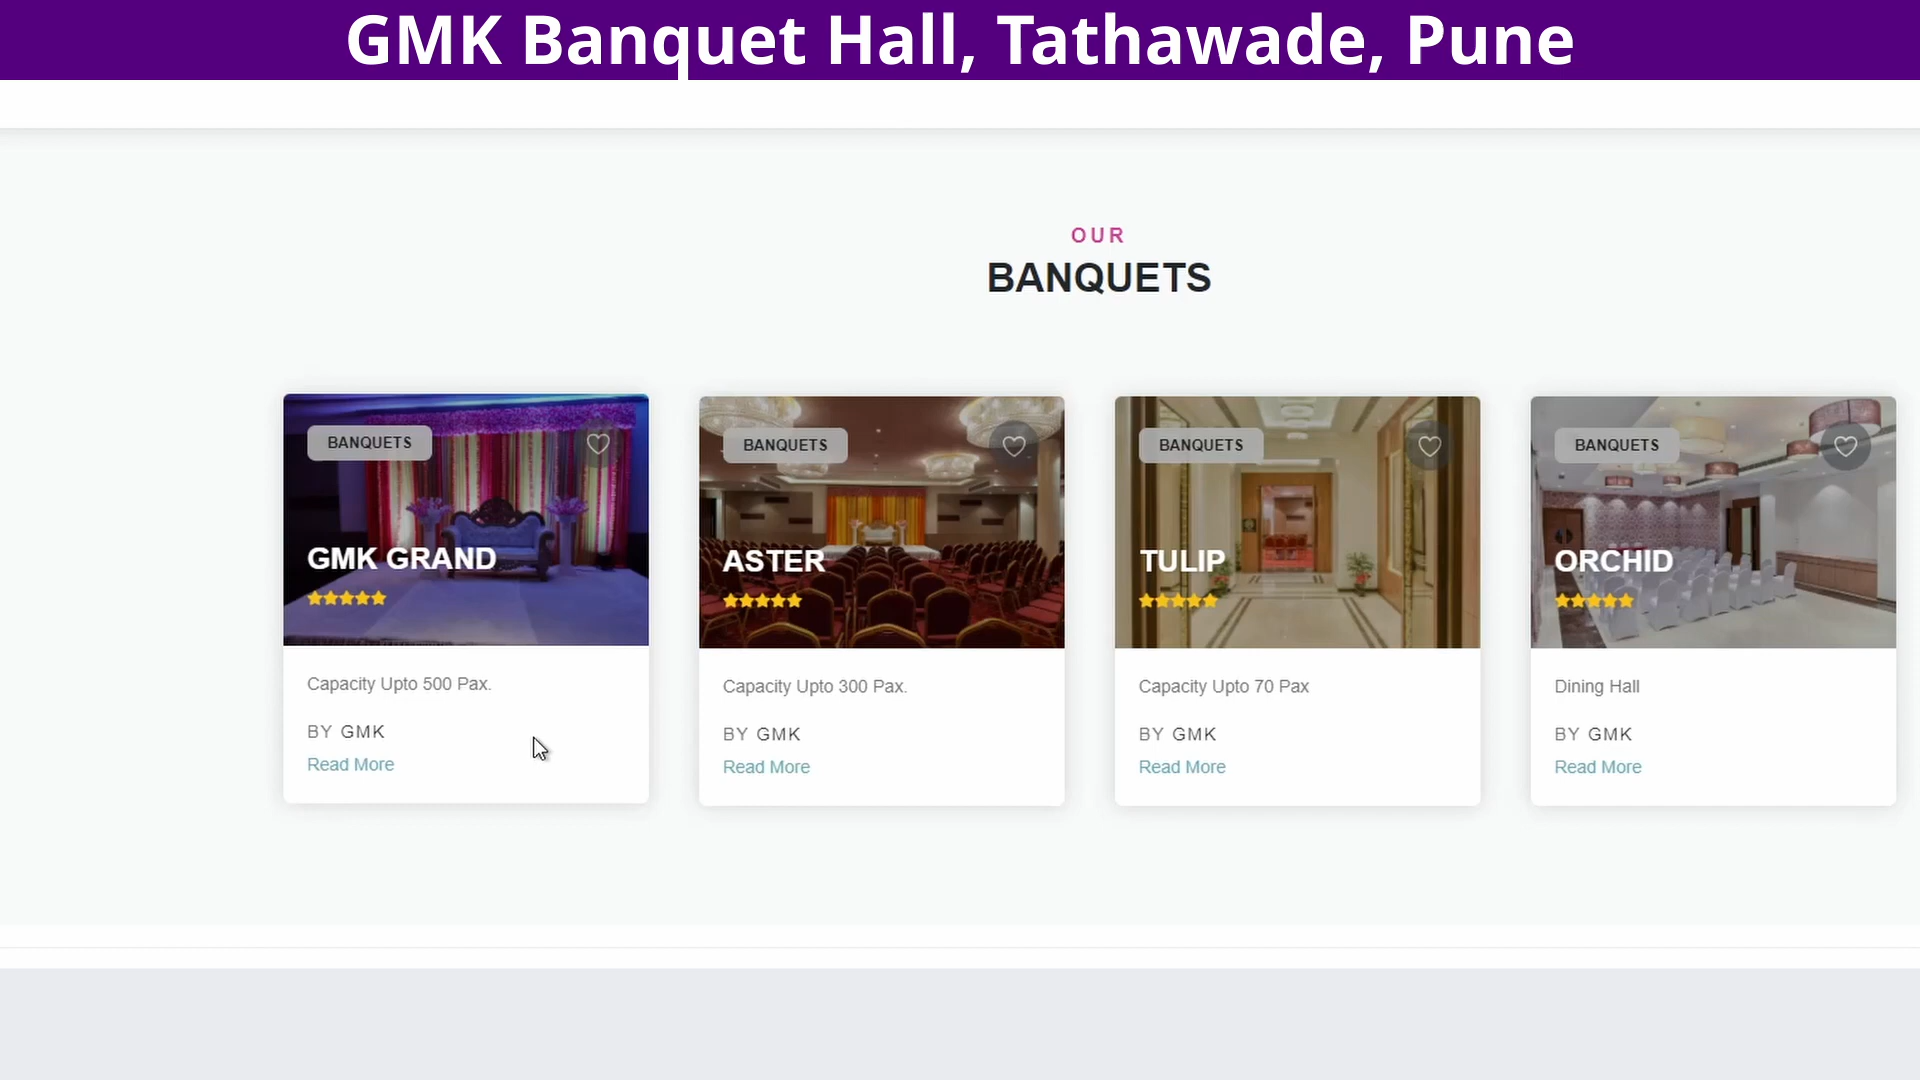 GMK Banquet Hall, Tathawade, Pune
OUR
BANQUETS
BANQUETS
GMK GRAND
Capacity Upto 500 Pax.
BY GMK
Read More
BANQUETS
ASTER
Capacity Upto 300 Pax.
BY GMK
Read More
BANQUETS
TULIP
Capacity Upto 70 Pax
BY GMK
Read More
BANQUETS
ORCHID
Dining Hall
BY GMK
Read More